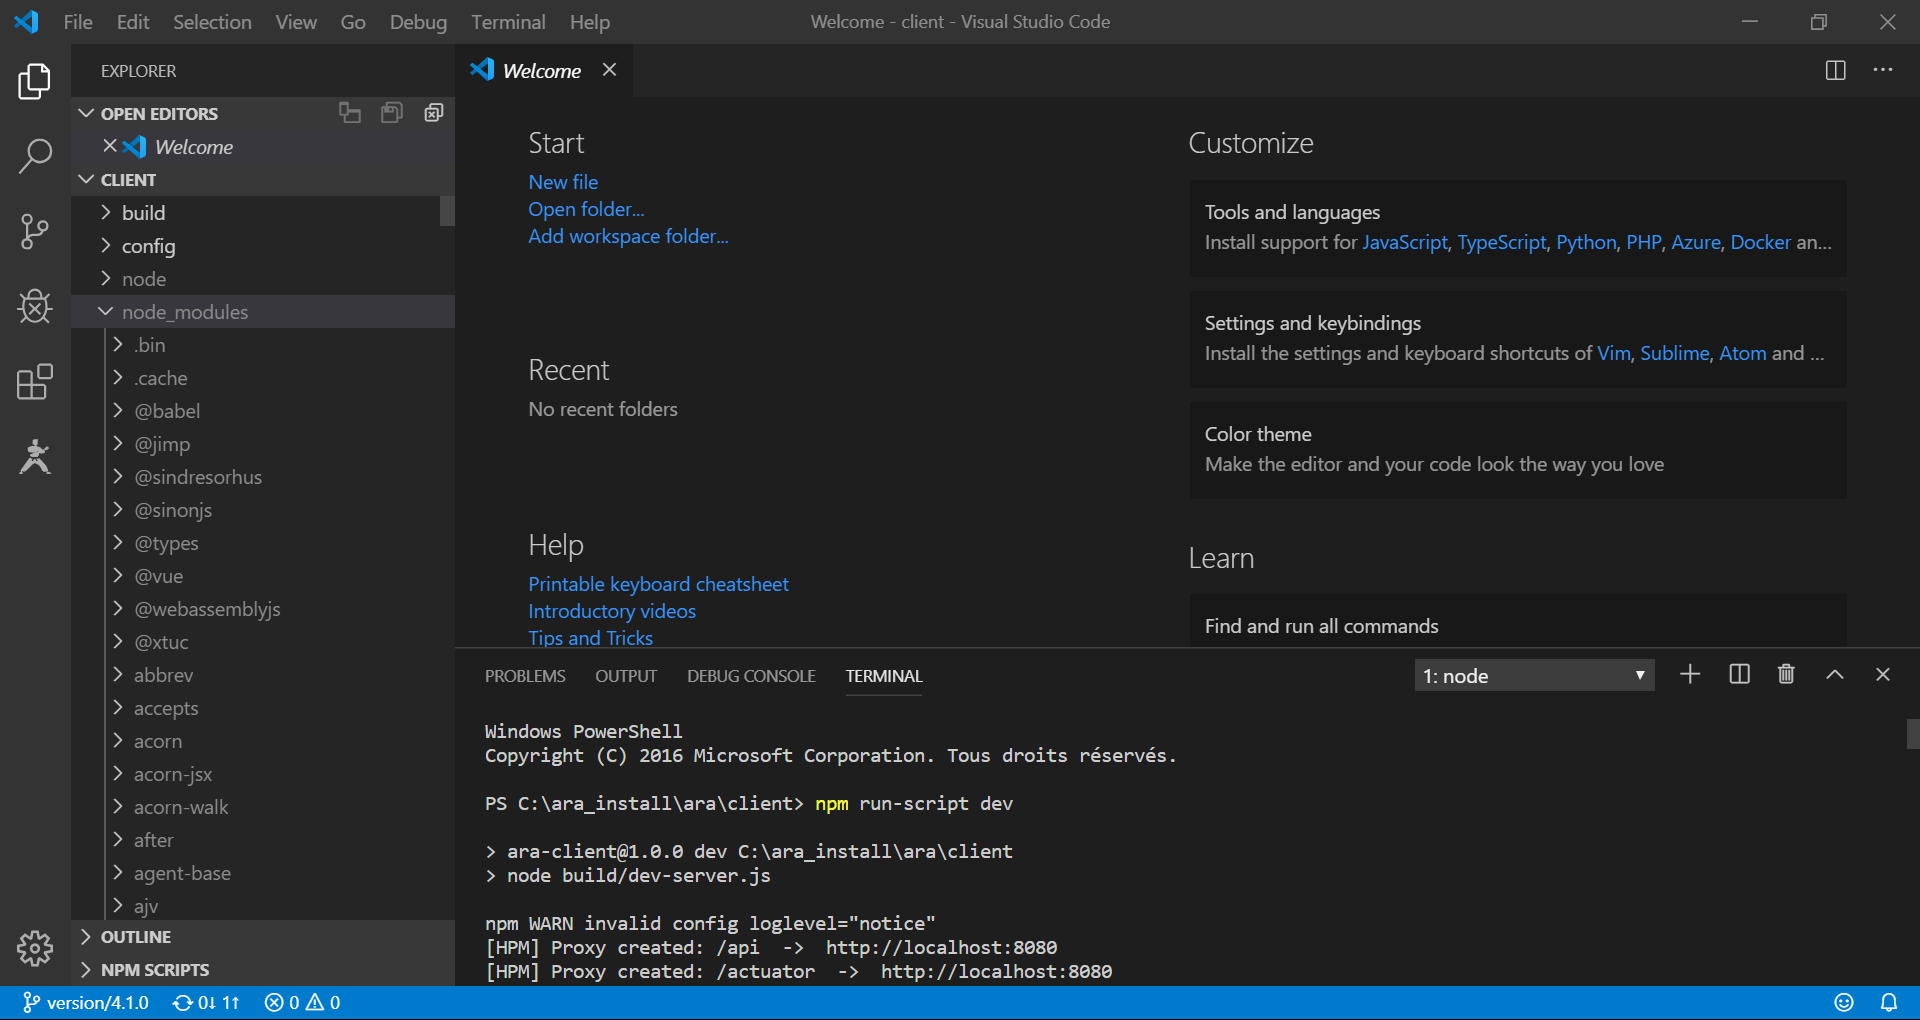 File Edit Selection View Go Debug Terminal Help
Welcome - client - Visual Studio Code
EXPLORER
OPEN EDITORS
Welcome
CLIENT
build
config
node
node_modules
.bin
.cache
@babel
@jimp
@sindresorhus
@sinonjs
@types
@vue
@webassemblyjs
@xtuc
abbrev
accepts
acorn
acorn-jsx
acorn-walk
after
agent-base
ajv
OUTLINE
NPM SCRIPTS
Welcome
Start
New file
Open folder...
Add workspace folder...
Recent
No recent folders
Help
Printable keyboard cheatsheet
Introductory videos
Tips and Tricks
Customize
Tools and languages
Install support for JavaScript, TypeScript, Python, PHP, Azure, Docker an...
Settings and keybindings
Install the settings and keyboard shortcuts of Vim, Sublime, Atom and ...
Color theme
Make the editor and your code look the way you love
Learn
Find and run all commands
PROBLEMS OUTPUT DEBUG CONSOLE TERMINAL
1: node
Windows PowerShell
Copyright (C) 2016 Microsoft Corporation. Tous droits réservés.
PS C:\ara_install\ara\client> npm run-script dev
> ara-client@1.0.0 dev C:\ara_install\ara\client
> node build/dev-server.js
npm WARN invalid config loglevel="notice"
[HPM] Proxy created: /api -> http://localhost:8080
[HPM] Proxy created: /actuator -> http://localhost:8080
version/4.1.0 0↓ 1↑ 0 0